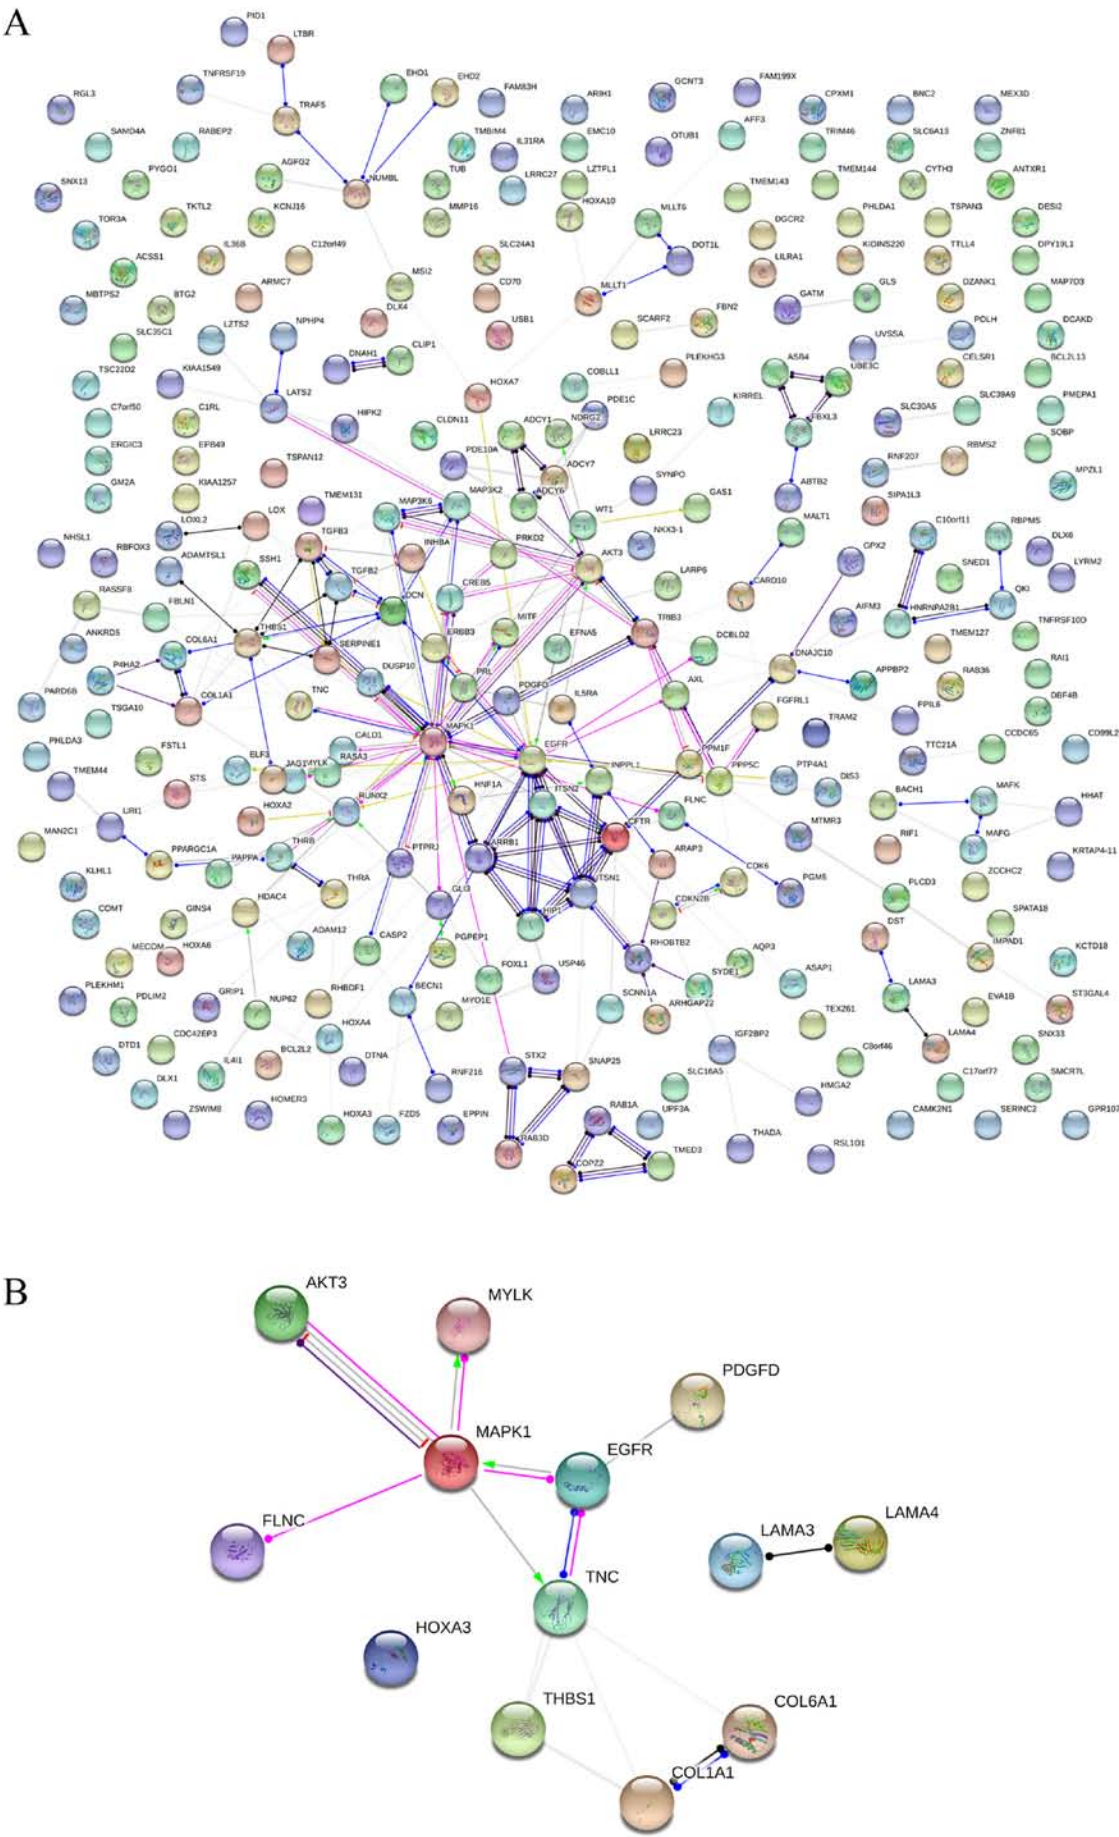 A
PID1
LTBR
TNFRSF19
EHD1
EHD2
RGL3
FAM83H
ARIH1
GCNT3
FAM199X
CPXM1
BNC2
MEX3D
TRAF5
SAMD4A
RABEP2
TMBIM4
IL31RA
EMC10
OTUB1
AFF3
TRIM46
SLC6A13
ZNF81
SNX13
PYGO1
AGFG2
NUMBL
TUB
LRRC27
LZTFL1
TMEM143
TMEM144
CYTH3
ANTXR1
TOR3A
TKTL2
KCNJ16
MMP16
HOXA10
MLLT6
DGCR2
PHLDA1
TSPAN3
DESI2
ACSS1
IL36B
C12orf49
SLC24A1
DOT1L
LILRA1
KIDINS220
TTLL4
DPY19L1
MBTPS2
BTG2
ARMC7
MSI2
CD70
MLLT1
GATM
GLS
DZANK1
MAP7D3
SLC35C1
LZTS2
NPHP4
DLX4
USB1
SCARF2
FBN2
UVSSA
PDLH
DCAKD
TSC22D2
KIAA1549
DNAH1
CLIP1
COBLL1
PLEKHG3
ASB4
UBE3C
CELSR1
BCL2L13
C7orf50
C1RL
LATS2
HIPK2
HOXA7
CLDN11
ADCY1
NDRG2
PDE1C
KIRREL
FBXL3
SLC30A5
SLC39A9
PMEPA1
ERGIC3
EPB49
PDE10A
ADCY7
LRRC23
RNF207
RBMS2
SOBP
GM2A
KIAA1257
TSPAN12
ADCY6
SYNPO
GAS1
ABTB2
SIPA1L3
MPZL1
TMEM131
MAP3K6
MAP3K2
WT1
NKX3-1
MALT1
C10orf11
RBPMS
NHSL1
RBFOX3
LOXL2
LOX
TGFB3
INHBA
PRKD2
AKT3
GPX2
DLX6
ADAMTSL1
SSH1
TGFB2
CREB5
LARP6
CARD10
SNED1
LYRM2
RASSF8
FBLN1
DCN
MITF
TRIB3
AIFM3
HNRNPA2B1
QKI
ANKRD5
COL6A1
THBS1
SERPINE1
ERBB3
EFNA5
DCBLD2
DNAJC10
TMEM127
TNFRSF10D
P4HA2
DUSP10
PRL
AXL
APPBP2
RAB36
RAI1
PARD6B
TSGA10
COL1A1
TNC
PDGFD
IL5RA
FGFRL1
TRAM2
PPIL6
DBF4B
PHLDA3
FSTL1
ELF3
CALD1
MAPK1
EGFR
INPPL1
PPM1F
PPP5C
PTP4A1
TTC21A
CCDC65
CD99L2
TMEM44
STS
JAG1
MYLK
RASA3
HNF1A
ITSN2
FLNC
DIS3
BACH1
MAFK
HHAT
MAN2C1
LIRI1
HOXA2
RUNX2
CFTR
MTMR3
RIF1
MAFG
KRTAP4-11
PPARGC1A
PAPPA
THRB
PTPRJ
ARRB1
ARAP3
CDK6
PGM5
ZCCHC2
KLHL1
HDAC4
THRA
GLI3
ITSN1
CDKN2B
PLCD3
COMT
GINS4
CASP2
HIP1
DST
SPATA18
MECOM
HOXA6
ADAM12
PGPEP1
FOXL1
USP46
RHOBTB2
AQP3
IMPAD1
KCTD18
PLEKHM1
PDLIM2
GRIP1
NUP62
RHBDF1
BECN1
MYO1E
SCNN1A
ARHGAP22
SYDE1
ASAP1
LAMA3
EVA1B
ST3GAL4
DTD1
CDC42EP3
IL4I1
BCL2L2
HOXA4
DTNA
STX2
SNAP25
IGF2BP2
TEX261
LAMA4
SNX33
DLX1
RNF216
SLC16A5
C8orf46
C17orf77
SMCR7L
ZSWIM8
HOMER3
HOXA3
FZD5
EPPIN
RAB3D
RAB1A
UPF3A
HMGA2
CAMK2N1
SERINC2
GPR107
COPZ2
TMED3
THADA
RSL1D1
B
AKT3
MYLK
PDGFD
MAPK1
EGFR
FLNC
LAMA3
LAMA4
TNC
HOXA3
THBS1
COL6A1
COL1A1